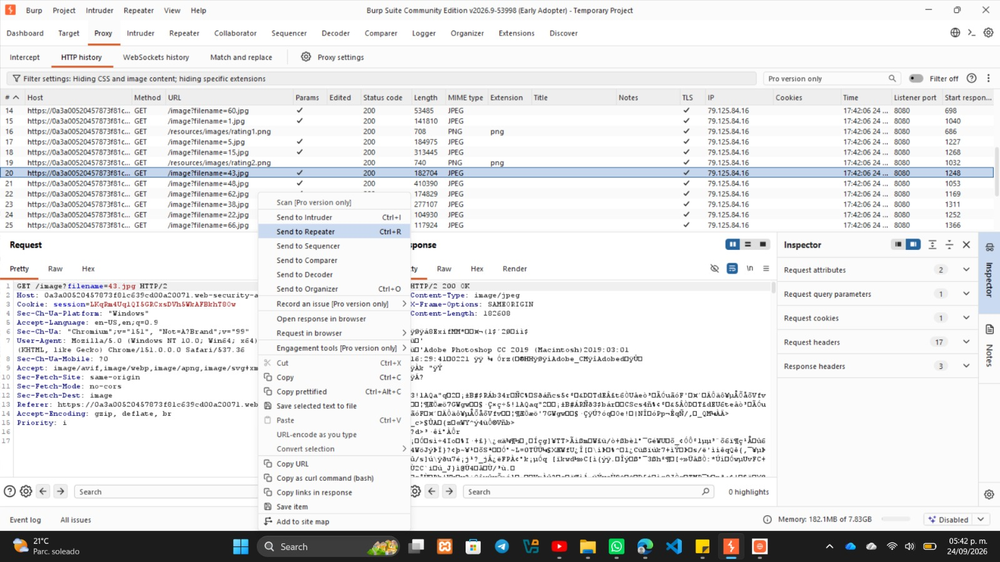 Burp Project Intruder Repeater View Help Burp Suite Community Edition v2026.9-53998 (Early Adopter) - Temporary Project
Dashboard Target Proxy Intruder Repeater Collaborator Sequencer Decoder Comparer Logger Organizer Extensions Discover
Intercept HTTP history WebSockets history Match and replace Proxy settings
Filter settings: Hiding CSS and image content; hiding specific extensions Pro version only Filter off
# Host Method URL Params Edited Status code Length MIME type Extension Title Notes TLS IP Cookies Time Listener port Start respon...
14 https://0a3a00520457873f81c... GET /image?filename=60.jpg ✓ 200 53485 JPEG ✓ 79.125.84.16 17:42:06 24 ... 8080 698
15 https://0a3a00520457873f81c... GET /image?filename=1.jpg ✓ 200 141810 JPEG ✓ 79.125.84.16 17:42:06 24 ... 8080 1040
16 https://0a3a00520457873f81c... GET /resources/images/rating1.png 200 708 PNG png ✓ 79.125.84.16 17:42:06 24 ... 8080 686
17 https://0a3a00520457873f81c... GET /image?filename=5.jpg ✓ 200 184975 JPEG ✓ 79.125.84.16 17:42:06 24 ... 8080 1227
18 https://0a3a00520457873f81c... GET /image?filename=15.jpg ✓ 200 313445 JPEG ✓ 79.125.84.16 17:42:06 24 ... 8080 1268
19 https://0a3a00520457873f81c... GET /resources/images/rating2.png 200 740 PNG png ✓ 79.125.84.16 17:42:06 24 ... 8080 1032
20 https://0a3a00520457873f81c... GET /image?filename=43.jpg ✓ 200 182704 JPEG ✓ 79.125.84.16 17:42:06 24 ... 8080 1248
21 https://0a3a00520457873f81c... GET /image?filename=48.jpg ✓ 200 410390 JPEG ✓ 79.125.84.16 17:42:06 24 ... 8080 1053
22 https://0a3a00520457873f81c... GET /image?filename=62.jpg 174829 JPEG ✓ 79.125.84.16 17:42:06 24 ... 8080 1169
23 https://0a3a00520457873f81c... GET /image?filename=38.jpg 277107 JPEG ✓ 79.125.84.16 17:42:06 24 ... 8080 1311
24 https://0a3a00520457873f81c... GET /image?filename=22.jpg 104930 JPEG ✓ 79.125.84.16 17:42:06 24 ... 8080 1252
25 https://0a3a00520457873f81c... GET /image?filename=66.jpg 117924 JPEG ✓ 79.125.84.16 17:42:06 24 ... 8080 1366
Scan [Pro version only]
Send to Intruder Ctrl+I
Send to Repeater Ctrl+R
Send to Sequencer
Send to Comparer
Send to Decoder
Send to Organizer Ctrl+O
Record an issue [Pro version only]
Open response in browser
Request in browser
Engagement tools [Pro version only]
Cut Ctrl+X
Copy Ctrl+C
Copy prettified Ctrl+Alt+C
Save selected text to file
Paste Ctrl+V
URL-encode as you type
Convert selection
Copy URL
Copy as curl command (bash)
Copy links in response
Save item
Add to site map
Request
Pretty Raw Hex
1 GET /image?filename=43.jpg HTTP/2
2 Host: 0a3a00520457873f81c639cd00a20071.web-security-a
3 Cookie: session=LKqPm4UqlQI5GRCxsDVh5WkAFBkhT80w
4 Sec-Ch-Ua-Platform: "Windows"
5 Accept-Language: en-US,en;q=0.9
6 Sec-Ch-Ua: "Chromium";v="151", "Not=A?Brand";v="99"
7 User-Agent: Mozilla/5.0 (Windows NT 10.0; Win64; x64)
(KHTML, like Gecko) Chrome/151.0.0.0 Safari/537.36
8 Sec-Ch-Ua-Mobile: ?0
9 Accept: image/avif,image/webp,image/apng,image/svg+xm
10 Sec-Fetch-Site: same-origin
11 Sec-Fetch-Mode: no-cors
12 Sec-Fetch-Dest: image
13 Referer: https://0a3a00520457873f81c639cd00a20071.web
14 Accept-Encoding: gzip, deflate, br
15 Priority: i
16
17
sponse
ty Raw Hex Render \n
HTTP/2 200 OK
Content-Type: image/jpeg
X-Frame-Options: SAMEORIGIN
Content-Length: 182608
'Adobe Photoshop CC 2019 (Macintosh)2019:03:01
Inspector
Request attributes 2
Request query parameters 1
Request cookies 1
Request headers 17
Response headers 3
Inspector
Notes
Search
Search 0 highlights
Event log All issues Memory: 182.1MB of 7.83GB Disabled
21°C
Parc. soleado
Search
05:42 p. m.
24/09/2026